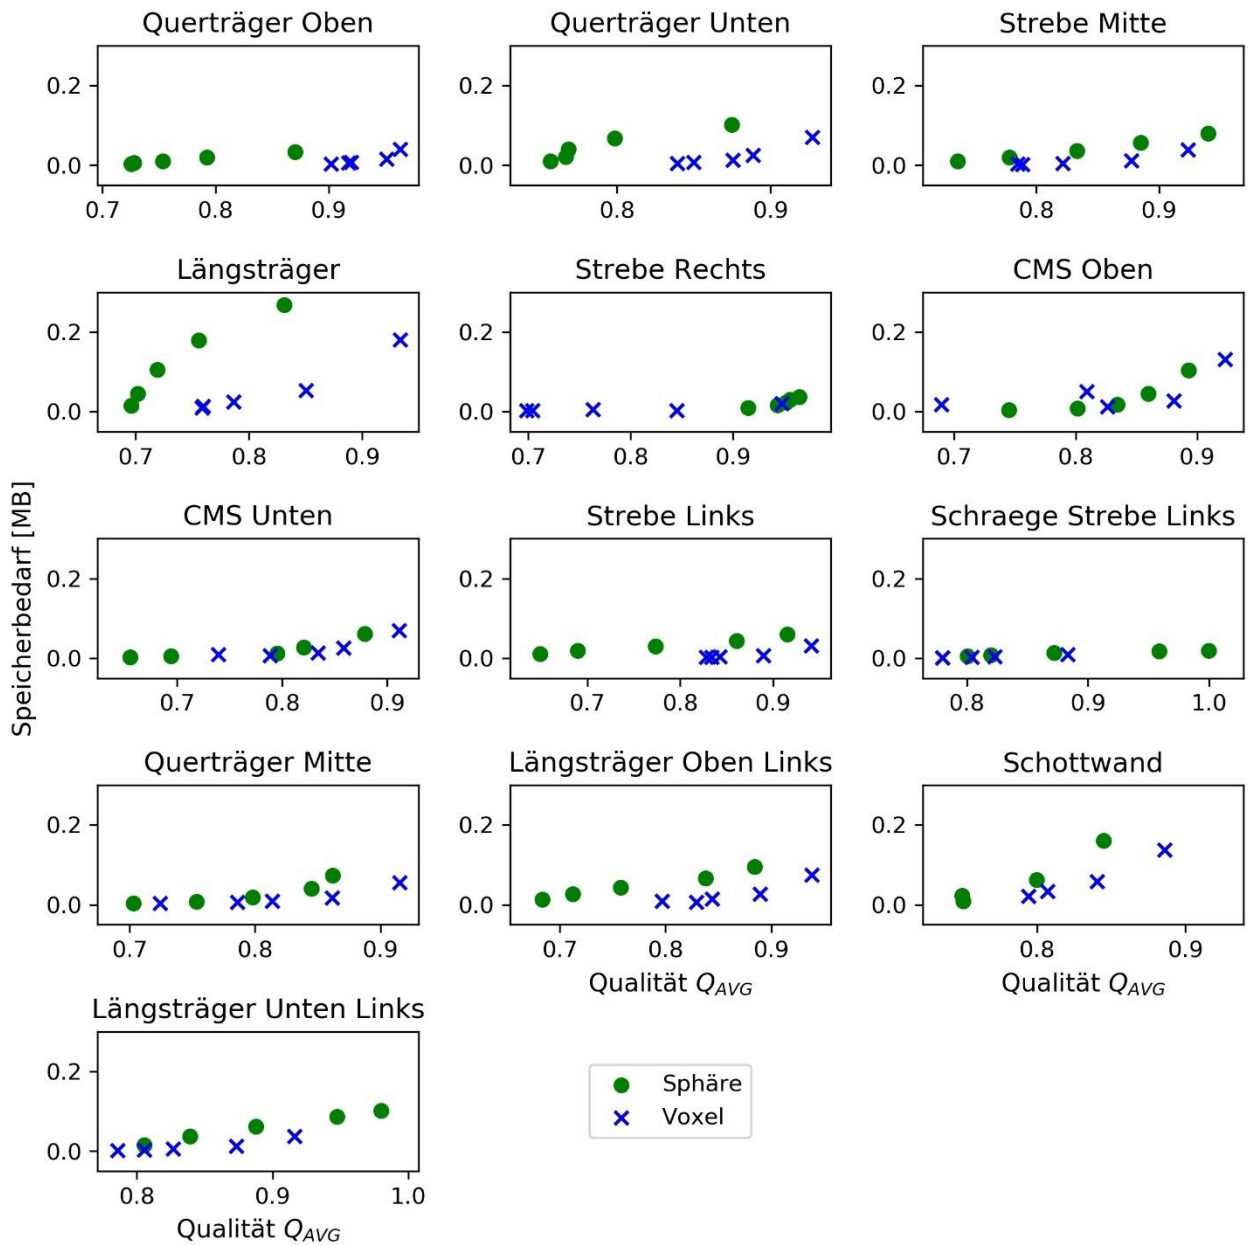 Querträger Oben
Querträger Unten
Strebe Mitte
0.2
0.0
0.7 0.8 0.9
0.2
0.0
0.8 0.9
0.2
0.0
0.8 0.9
Längsträger
Strebe Rechts
CMS Oben
0.2
0.0
0.7 0.8 0.9
0.2
0.0
0.7 0.8 0.9
0.2
0.0
0.7 0.8 0.9
Speicherbedarf [MB]
CMS Unten
Strebe Links
Schraege Strebe Links
0.2
0.0
0.7 0.8 0.9
0.2
0.0
0.7 0.8 0.9
0.2
0.0
0.8 0.9 1.0
Querträger Mitte
Längsträger Oben Links
Schottwand
0.2
0.0
0.7 0.8 0.9
0.2
0.0
0.7 0.8 0.9
Qualität Q_AVG
0.2
0.0
0.8 0.9
Qualität Q_AVG
Längsträger Unten Links
0.2
0.0
0.8 0.9 1.0
Qualität Q_AVG
Sphäre
Voxel